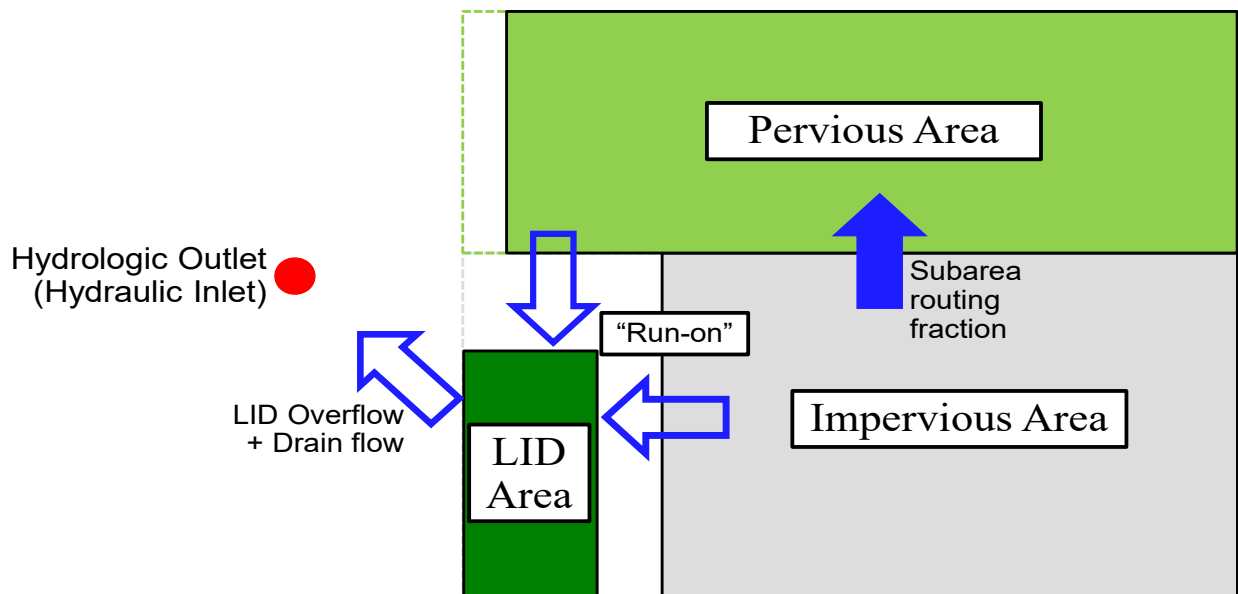 Pervious Area
Hydrologic Outlet
(Hydraulic Inlet)
Subarea
routing
fraction
“Run-on”
LID Overflow
+ Drain flow
Impervious Area
LID
Area